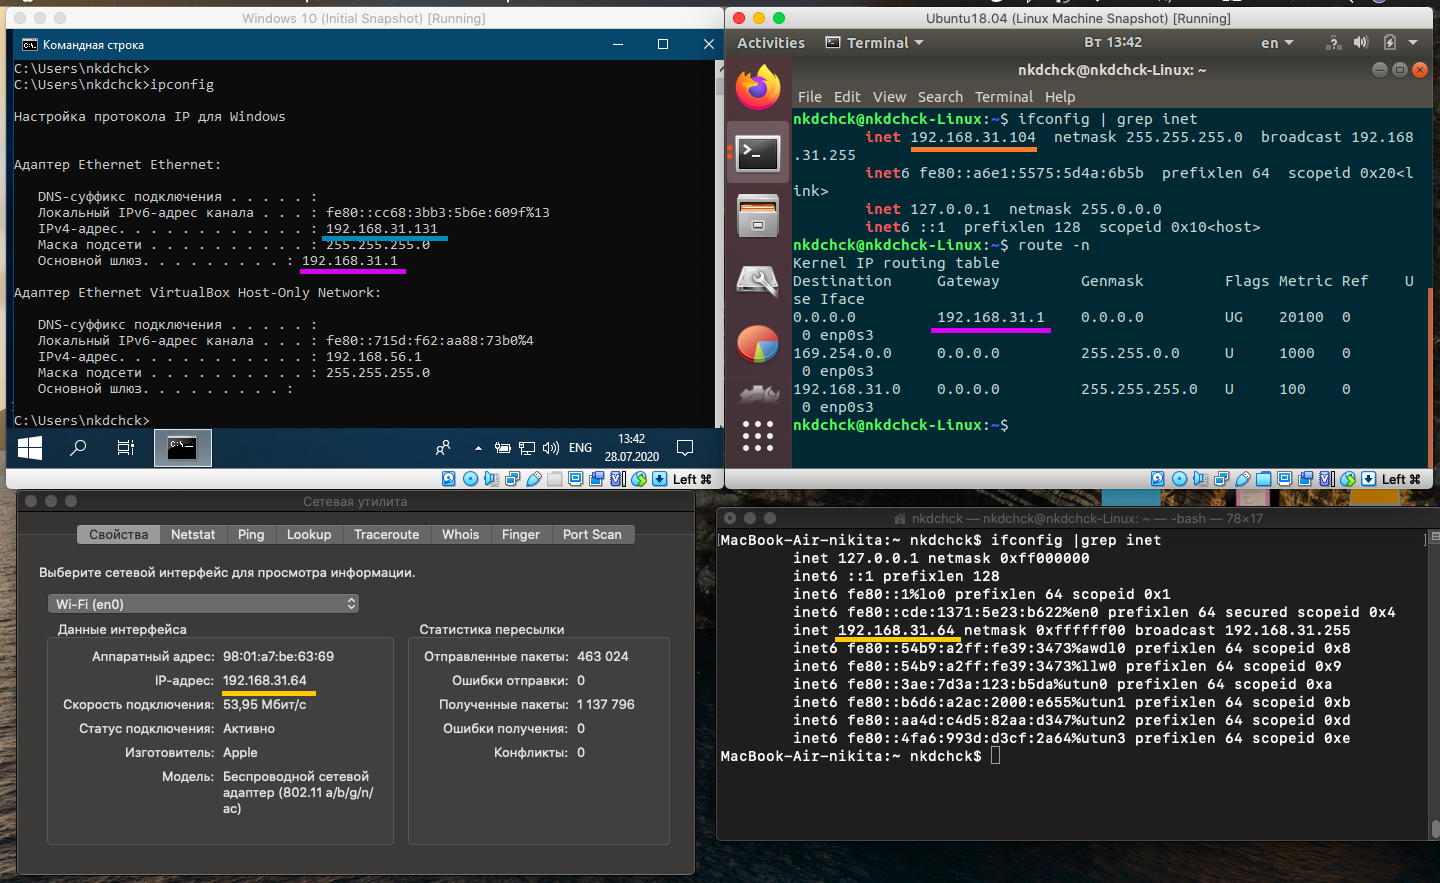 Windows 10 (Initial Snapshot) [Running]
Командная строка
C:\Users\nkdchck>
C:\Users\nkdchck>ipconfig
Настройка протокола IP для Windows
Адаптер Ethernet Ethernet:
DNS-суффикс подключения . . . . . :
Локальный IPv6-адрес канала . . . : fe80::cc68:3bb3:5b6e:609f%13
IPv4-адрес. . . . . . . . . . . . : 192.168.31.131
Маска подсети . . . . . . . . . . : 255.255.255.0
Основной шлюз. . . . . . . . . : 192.168.31.1
Адаптер Ethernet VirtualBox Host-Only Network:
DNS-суффикс подключения . . . . . :
Локальный IPv6-адрес канала . . . : fe80::715d:f62:aa88:73b0%4
IPv4-адрес. . . . . . . . . . . . : 192.168.56.1
Маска подсети . . . . . . . . . . : 255.255.255.0
Основной шлюз. . . . . . . . . :
C:\Users\nkdchck>
ENG
13:42
28.07.2020
Left ⌘
Ubuntu18.04 (Linux Machine Snapshot) [Running]
Activities
Terminal
Вт 13:42
en
nkdchck@nkdchck-Linux: ~
File Edit View Search Terminal Help
nkdchck@nkdchck-Linux:~$ ifconfig | grep inet
inet 192.168.31.104 netmask 255.255.255.0 broadcast 192.168
.31.255
inet6 fe80::a6e1:5575:5d4a:6b5b prefixlen 64 scopeid 0x20<l
ink>
inet 127.0.0.1 netmask 255.0.0.0
inet6 ::1 prefixlen 128 scopeid 0x10<host>
nkdchck@nkdchck-Linux:~$ route -n
Kernel IP routing table
Destination Gateway Genmask Flags Metric Ref U
se Iface
0.0.0.0 192.168.31.1 0.0.0.0 UG 20100 0
0 enp0s3
169.254.0.0 0.0.0.0 255.255.0.0 U 1000 0
0 enp0s3
192.168.31.0 0.0.0.0 255.255.255.0 U 100 0
0 enp0s3
nkdchck@nkdchck-Linux:~$
Left ⌘
Сетевая утилита
Свойства Netstat Ping Lookup Traceroute Whois Finger Port Scan
Выберите сетевой интерфейс для просмотра информации.
Wi-Fi (en0)
Данные интерфейса
Аппаратный адрес: 98:01:a7:be:63:69
IP-адрес: 192.168.31.64
Скорость подключения: 53,95 Мбит/с
Статус подключения: Активно
Изготовитель: Apple
Модель: Беспроводной сетевой
адаптер (802.11 a/b/g/n/
ac)
Статистика пересылки
Отправленные пакеты: 463 024
Ошибки отправки: 0
Полученные пакеты: 1 137 796
Ошибки получения: 0
Конфликты: 0
nkdchck — nkdchck@nkdchck-Linux: ~ — -bash — 78×17
[MacBook-Air-nikita:~ nkdchck$ ifconfig |grep inet ]
inet 127.0.0.1 netmask 0xff000000
inet6 ::1 prefixlen 128
inet6 fe80::1%lo0 prefixlen 64 scopeid 0x1
inet6 fe80::cde:1371:5e23:b622%en0 prefixlen 64 secured scopeid 0x4
inet 192.168.31.64 netmask 0xffffff00 broadcast 192.168.31.255
inet6 fe80::54b9:a2ff:fe39:3473%awdl0 prefixlen 64 scopeid 0x8
inet6 fe80::54b9:a2ff:fe39:3473%llw0 prefixlen 64 scopeid 0x9
inet6 fe80::3ae:7d3a:123:b5da%utun0 prefixlen 64 scopeid 0xa
inet6 fe80::b6d6:a2ac:2000:e655%utun1 prefixlen 64 scopeid 0xb
inet6 fe80::aa4d:c4d5:82aa:d347%utun2 prefixlen 64 scopeid 0xd
inet6 fe80::4fa6:993d:d3cf:2a64%utun3 prefixlen 64 scopeid 0xe
MacBook-Air-nikita:~ nkdchck$